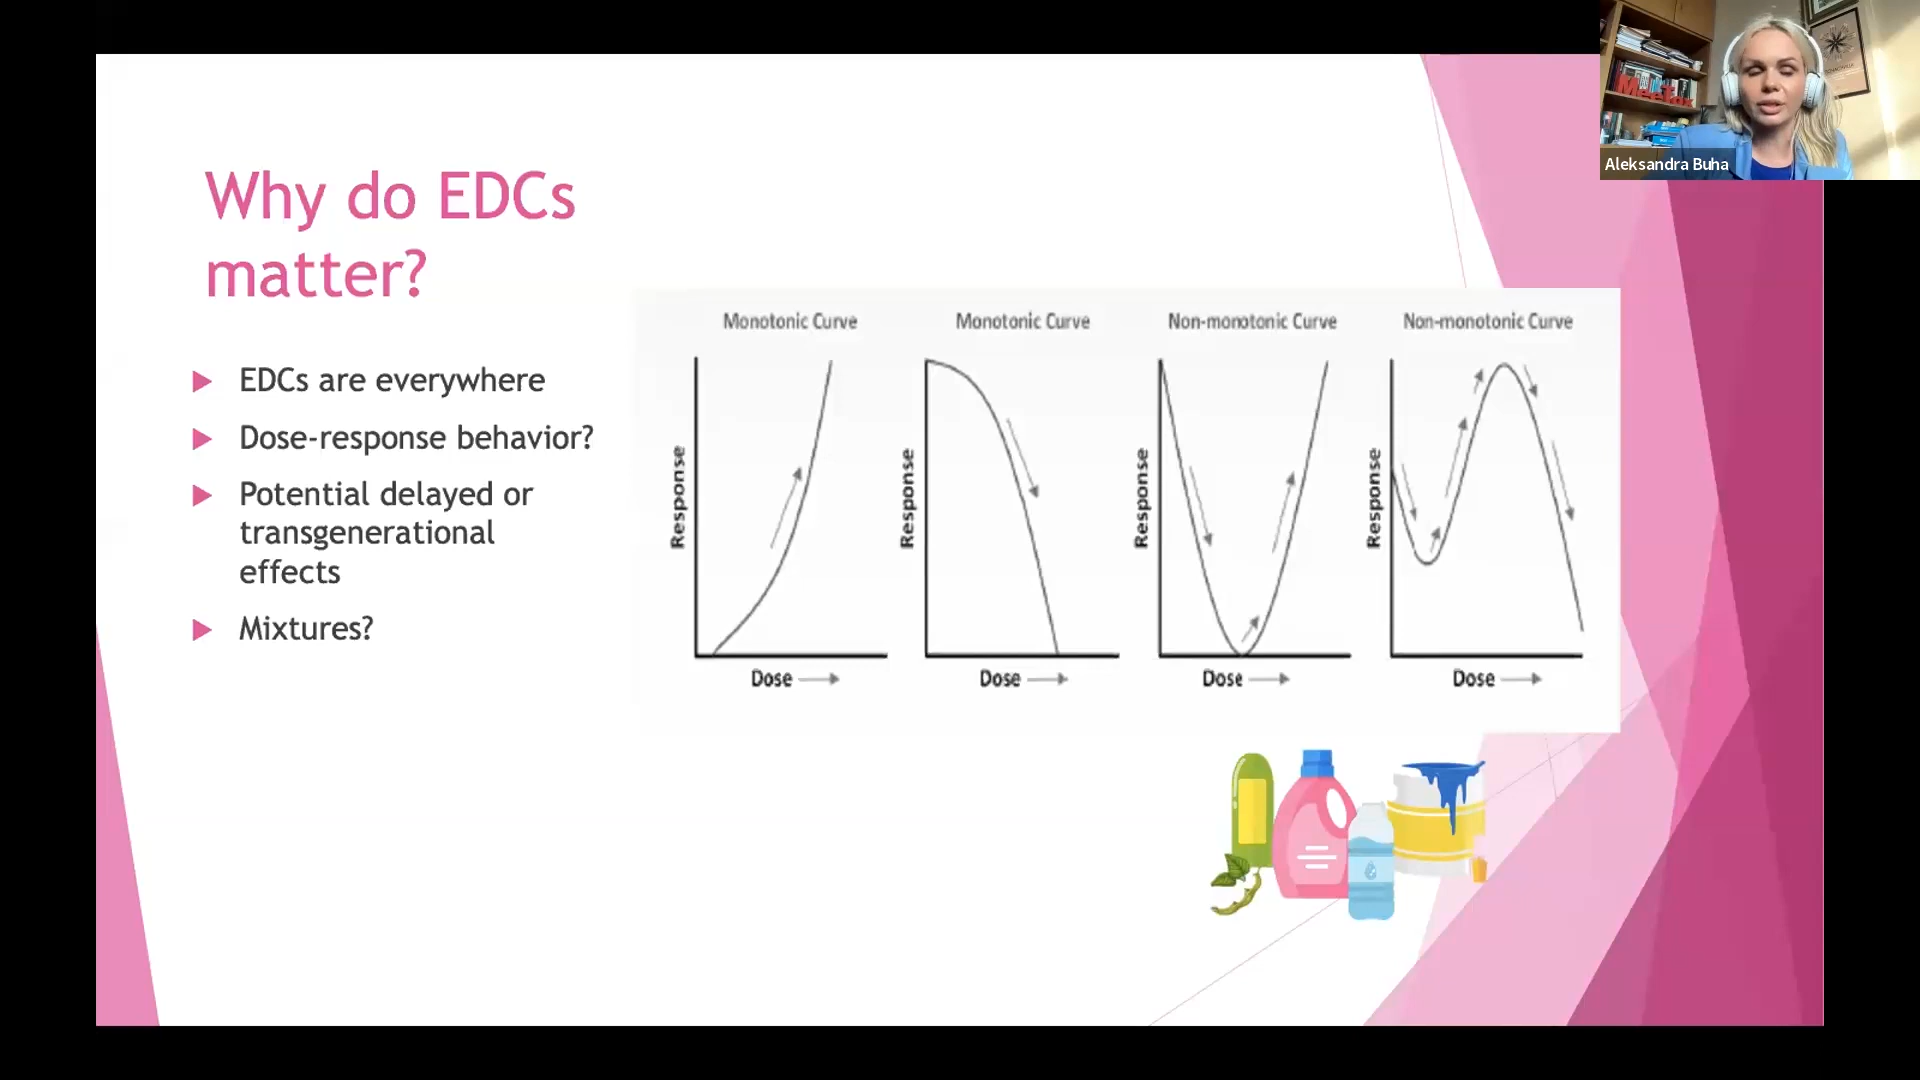 Why do EDCs
matter?
EDCs are everywhere
Dose-response behavior?
Potential delayed or
transgenerational
effects
Mixtures?
Monotonic Curve
Response
Dose
Monotonic Curve
Response
Dose
Non-monotonic Curve
Response
Dose
Non-monotonic Curve
Response
Dose
MeeTox
Aleksandra Buha